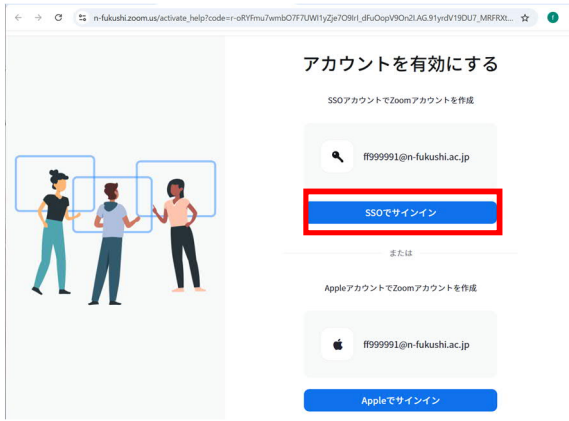 n-fukushi.zoom.us/activate_help?code=r-oRYFmu7wmbO7F7UWI1yZje7O9IrI_dFuOopV9On2I.AG.91yrdV19DU7_MRFRXt...
アカウントを有効にする
SSOアカウントでZoomアカウントを作成
ff999991@n-fukushi.ac.jp
SSOでサインイン
または
AppleアカウントでZoomアカウントを作成
ff999991@n-fukushi.ac.jp
Appleでサインイン